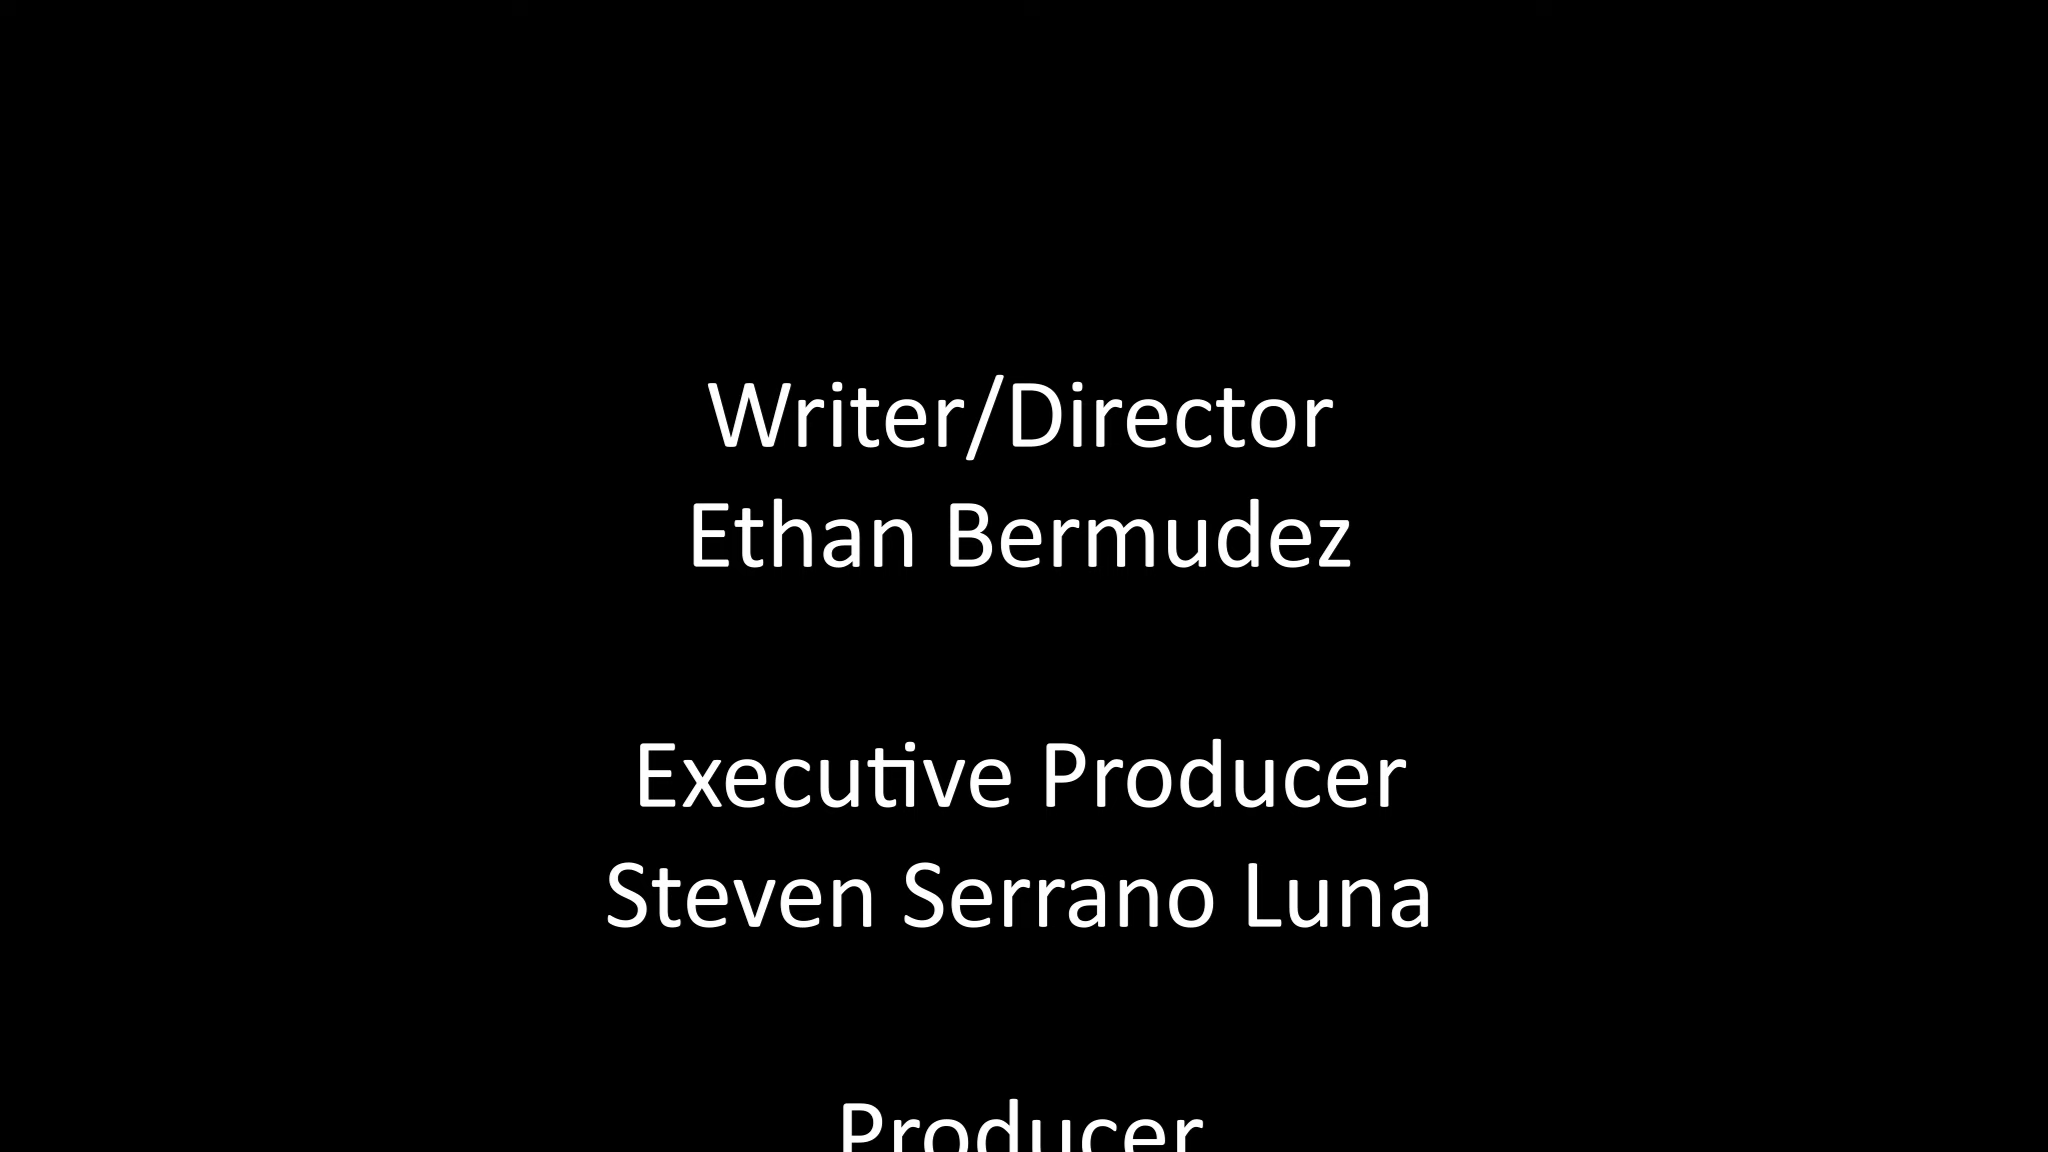 Writer/Director
Ethan Bermudez
Executive Producer
Steven Serrano Luna
Producer